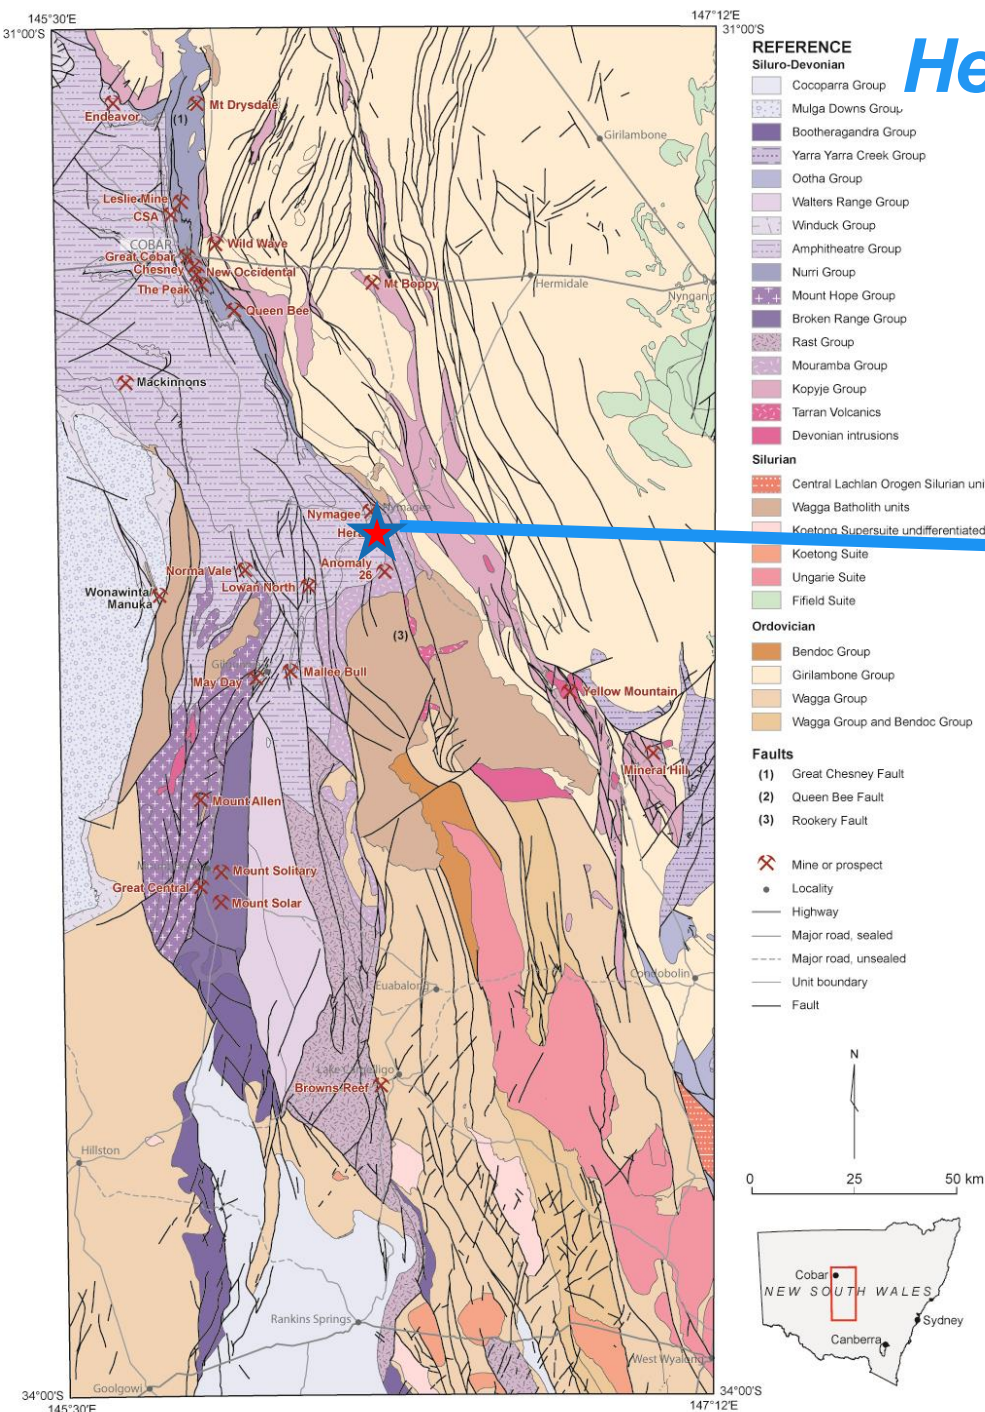 145°30'E
147°12'E
31°00'S
31°00'S
He
REFERENCE
Siluro-Devonian
Cocoparra Group
Mulga Downs Group
Bootheragandra Group
Yarra Yarra Creek Group
Ootha Group
Walters Range Group
Winduck Group
Amphitheatre Group
Nurri Group
Mount Hope Group
Broken Range Group
Rast Group
Mouramba Group
Kopyje Group
Tarran Volcanics
Devonian intrusions
Silurian
Central Lachlan Orogen Silurian uni
Wagga Batholith units
Koetong Supersuite undifferentiated
Koetong Suite
Ungarie Suite
Fifield Suite
Ordovician
Bendoc Group
Girilambone Group
Wagga Group
Wagga Group and Bendoc Group
Faults
(1) Great Chesney Fault
(2) Queen Bee Fault
(3) Rookery Fault
Mine or prospect
Locality
Highway
Major road, sealed
Major road, unsealed
Unit boundary
Fault
N
0 25 50 km
Cobar
NEW SOUTH WALES
Sydney
Canberra
Endeavor
Mt Drysdale
(1)
Girilambone
Leslie Mine
CSA
COBAR
Wild Wave
Great Cobar
Chesney
New Occidental
The Peak
Mt Boppy
Hermidale
Nyngan
Queen Bee
Mackinnons
Nymagee
Nymagee
Hera
Anomaly
26
Norma Vale
Lowan North
Wonawinta/
Manuka
(3)
May Day
Mallee Bull
Yellow Mountain
Mineral Hill
Mount Allen
Mount Solitary
Great Central
Mount Solar
Condobolin
Euabalong
Browns Reef
Hillston
Rankins Springs
West Wyalong
Goolgowi
34°00'S
34°00'S
145°30'E
147°12'E